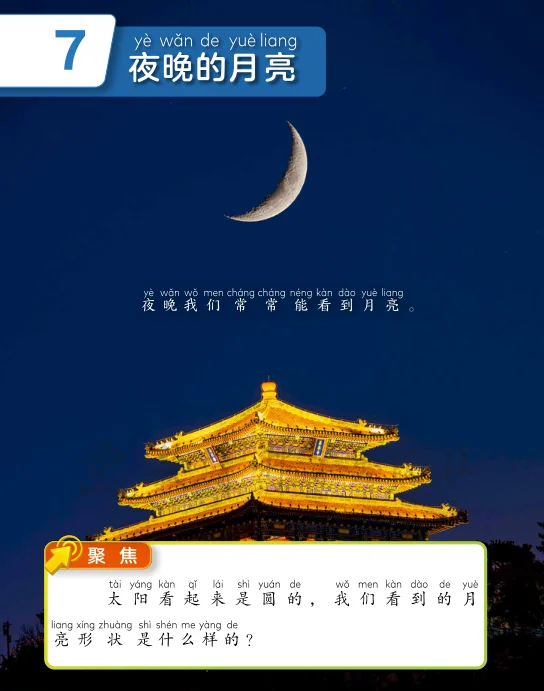 7
yè wǎn de yuè liang
夜晚的月亮
yè wǎn wǒ men cháng cháng néng kàn dào yuè liang
夜晚我们常常能看到月亮。
聚焦
tài yáng kàn qǐ lái shì yuán de wǒ men kàn dào de yuè
太阳看起来是圆的，我们看到的月
liang xíng zhuàng shì shén me yàng de
亮形状是什么样的？